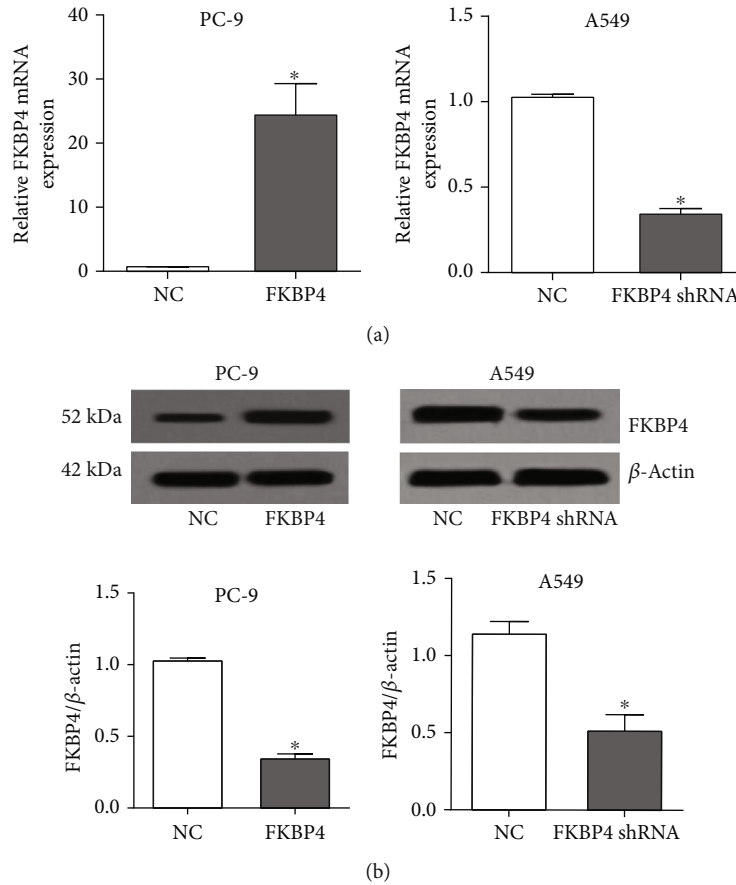 PC-9
Relative FKBP4 mRNA
expression
40
30
20
10
0
*
NC
FKBP4
A549
Relative FKBP4 mRNA
expression
1.5
1.0
0.5
0.0
*
NC
FKBP4 shRNA
(a)
PC-9
A549
52 kDa
FKBP4
42 kDa
β-Actin
NC
FKBP4
NC
FKBP4 shRNA
PC-9
FKBP4/β-actin
1.5
1.0
0.5
0.0
*
NC
FKBP4
A549
FKBP4/β-actin
1.5
1.0
0.5
0.0
*
NC
FKBP4 shRNA
(b)